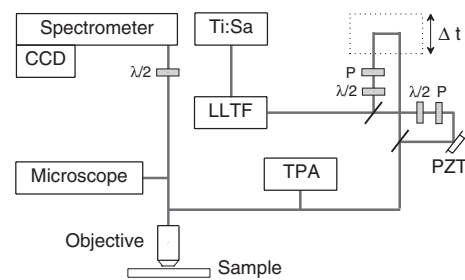 Spectrometer
CCD
λ/2
Ti:Sa
LLTF
P
λ/2
Δ t
λ/2 P
PZT
Microscope
TPA
Objective
Sample